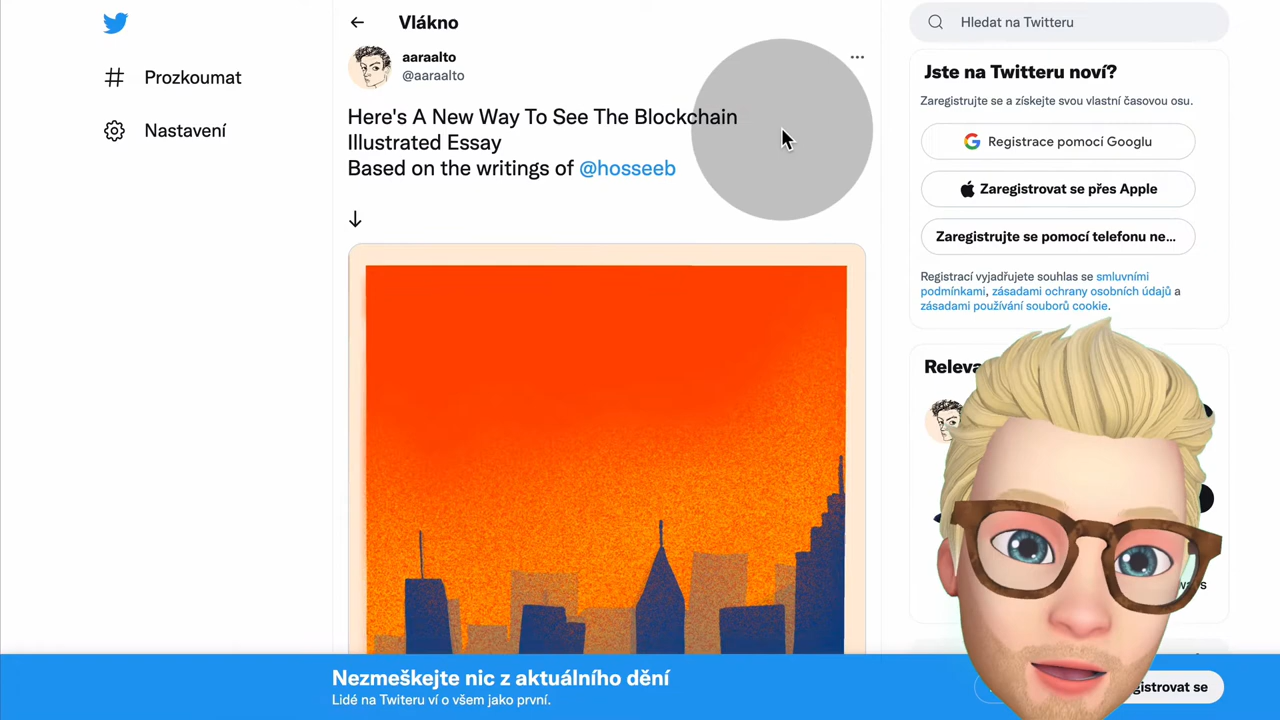 Vlákno
Hledat na Twitteru
Prozkoumat
Nastavení
aaraalto
@aaraalto
Here's A New Way To See The Blockchain
Illustrated Essay
Based on the writings of @hosseeb
↓
Jste na Twitteru noví?
Zaregistrujte se a získejte svou vlastní časovou osu.
Registrace pomocí Googlu
Zaregistrovat se přes Apple
Zaregistrujte se pomocí telefonu ne...
Registrací vyjadřujete souhlas se smluvními
podmínkami, zásadami ochrany osobních údajů a
zásadami používání souborů cookie.
Nezmeškejte nic z aktuálního dění
Lidé na Twiteru ví o všem jako první.